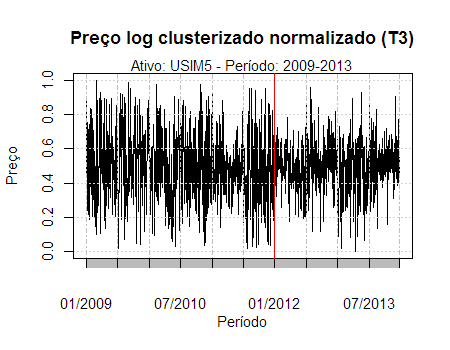 Preço log clusterizado normalizado (T3)
Ativo: USIM5 - Período: 2009-2013
Preço
1.0
0.8
0.6
0.4
0.2
0.0
01/2009 07/2010 01/2012 07/2013
Período